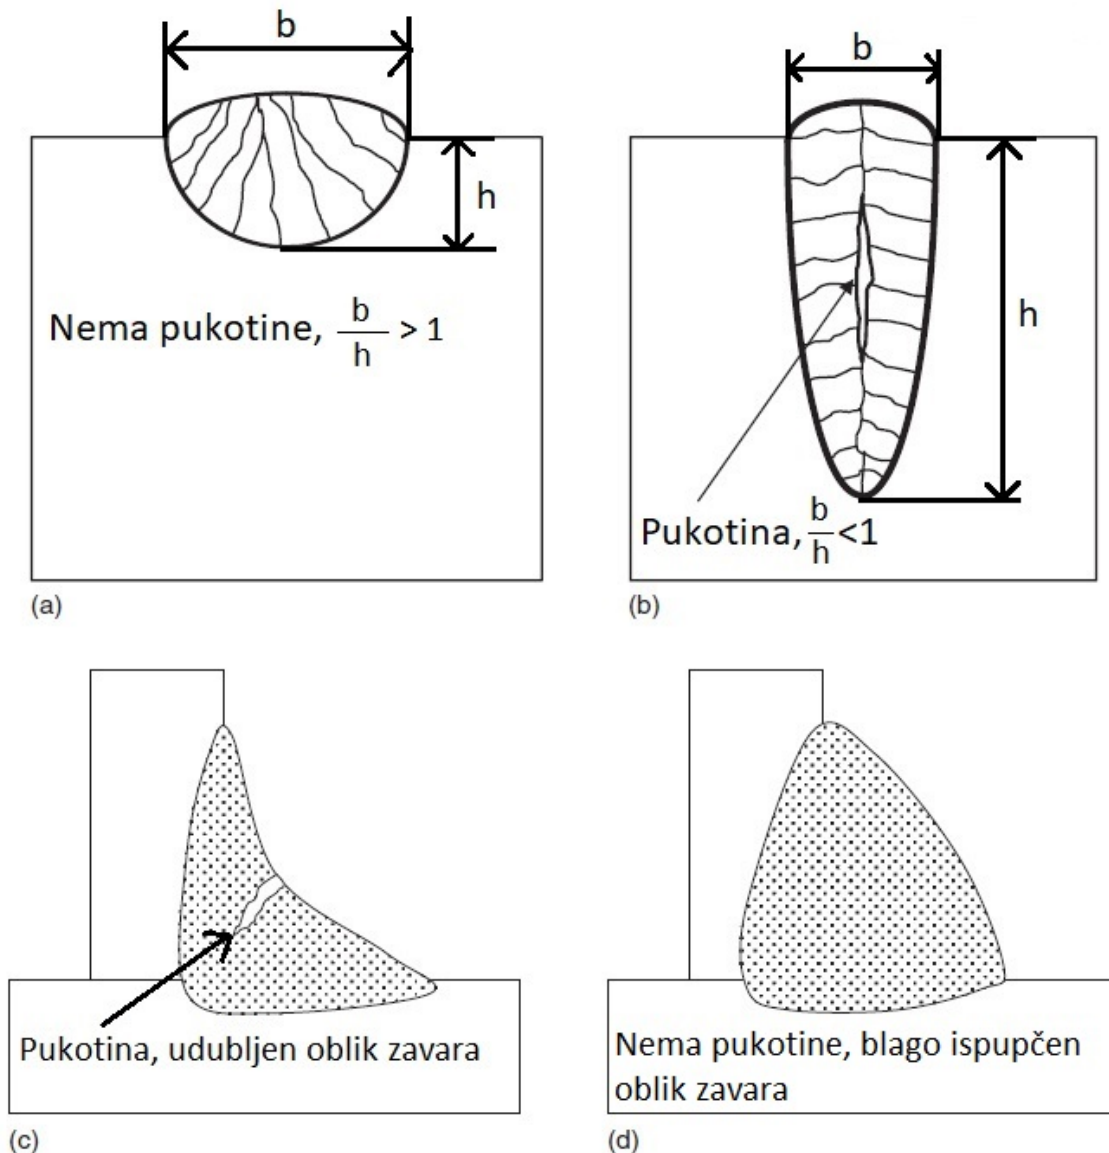 b
h
Nema pukotine, b/h > 1
(a)
b
h
Pukotina, b/h <1
(b)
Pukotina, udubljen oblik zavara
(c)
Nema pukotine, blago ispupčen
oblik zavara
(d)